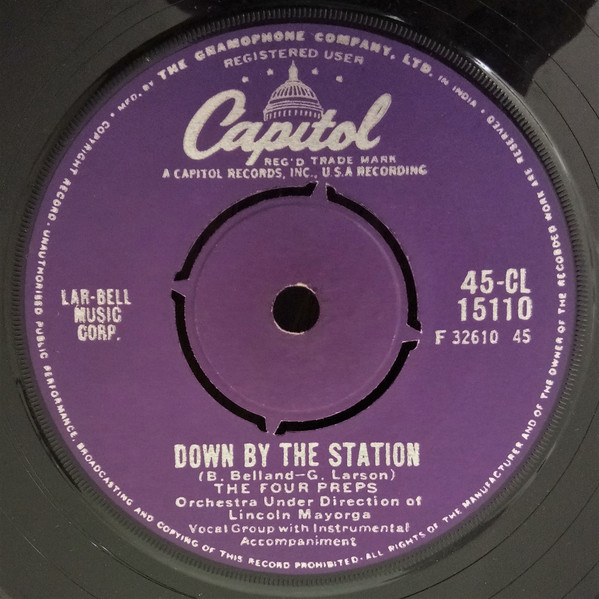 MFG. BY THE GRAMOPHONE COMPANY, LTD. IN INDIA
REGISTERED USER
Capitol
REG'D TRADE MARK
A CAPITOL RECORDS, INC., U.S.A RECORDING
LAR-BELL
MUSIC
CORP.
45-CL
15110
F 32610 45
DOWN BY THE STATION
(B. Belland-G. Larson)
THE FOUR PREPS
Orchestra Under Direction of
Lincoln Mayorga
Vocal Group with Instrumental
Accompaniment
ALL RIGHTS OF THE MANUFACTURER AND OF THE OWNER OF THE RECORDED WORK ARE RESERVED
COPYRIGHT RECORD · UNAUTHORISED PUBLIC PERFORMANCE, BROADCASTING AND COPYING OF THIS RECORD PROHIBITED